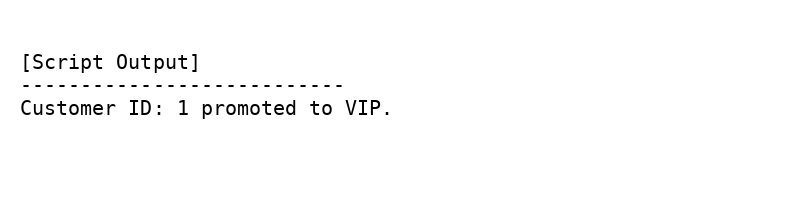 [Script Output]
---------------------------
Customer ID: 1 promoted to VIP.